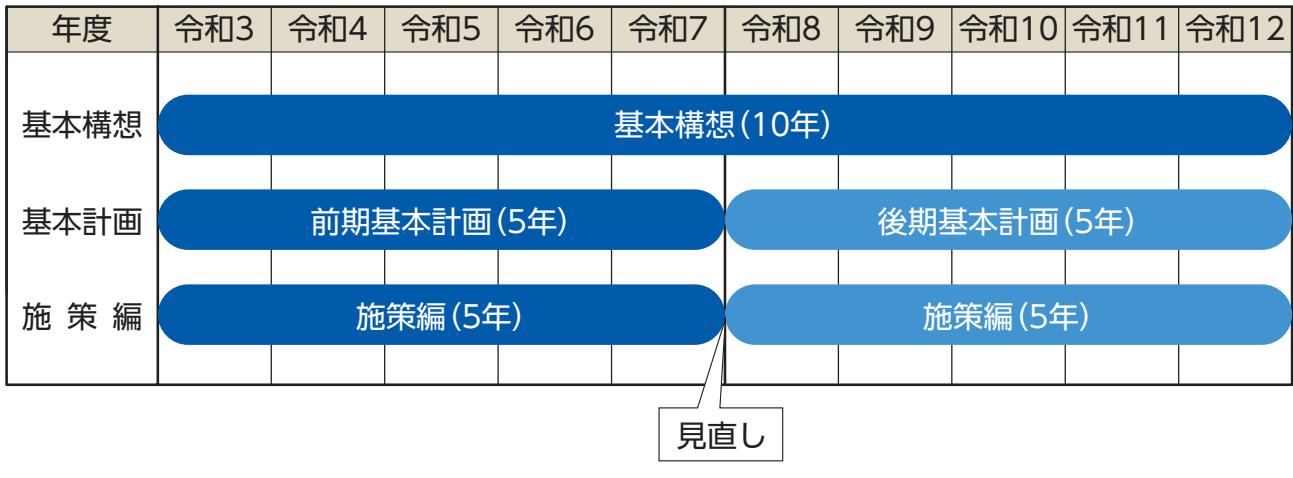 年度 令和3 令和4 令和5 令和6 令和7 令和8 令和9 令和10 令和11 令和12
基本構想 基本構想(10年)
基本計画 前期基本計画(5年) 後期基本計画(5年)
施策編 施策編(5年) 施策編(5年)
見直し